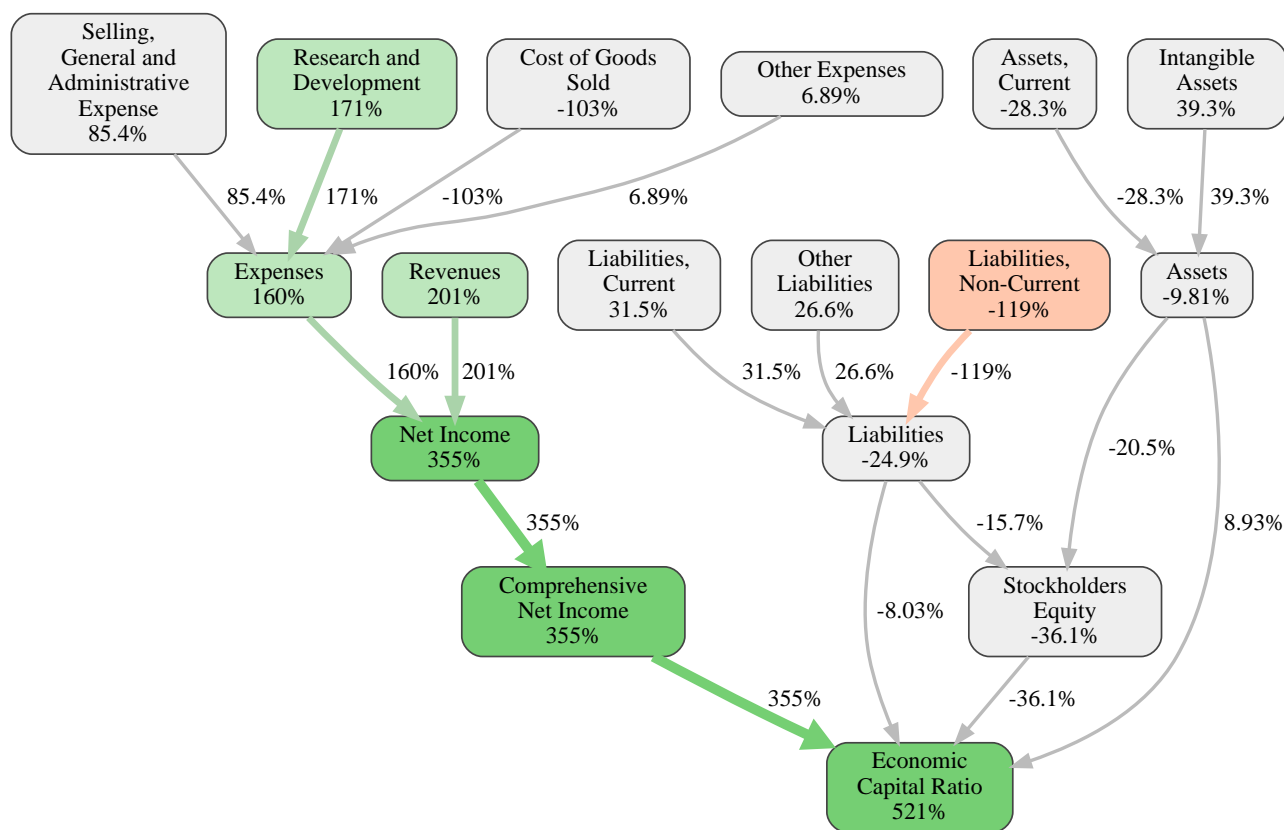 Selling,
General and
Administrative
Expense
85.4%
Research and
Development
171%
Cost of Goods
Sold
-103%
Other Expenses
6.89%
Assets,
Current
-28.3%
Intangible
Assets
39.3%
85.4%
171%
-103%
6.89%
-28.3%
39.3%
Expenses
160%
Revenues
201%
Liabilities,
Current
31.5%
Other
Liabilities
26.6%
Liabilities,
Non-Current
-119%
Assets
-9.81%
160%
201%
31.5%
26.6%
-119%
Net Income
355%
Liabilities
-24.9%
-20.5%
355%
-15.7%
8.93%
Comprehensive
Net Income
355%
-8.03%
Stockholders
Equity
-36.1%
355%
-36.1%
Economic
Capital Ratio
521%